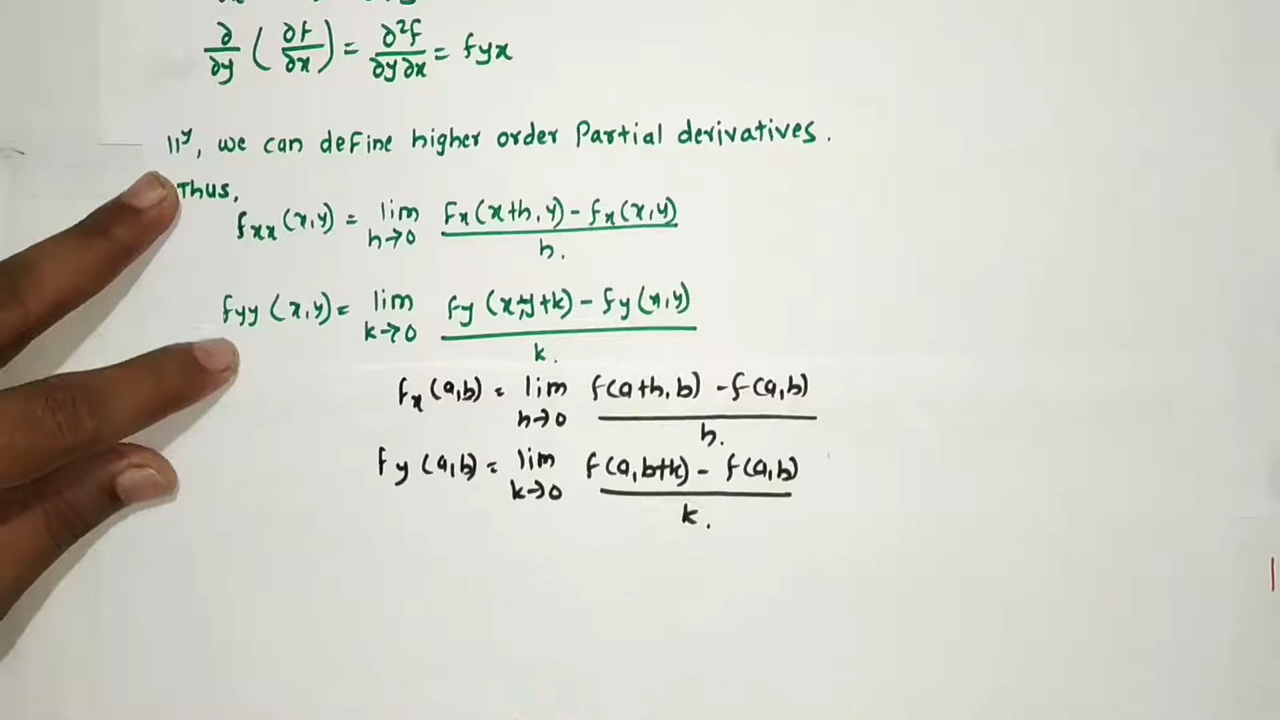 ∂/∂y (∂f/∂x) = ∂²f/∂y∂x = fyx
llʸ, we can define higher order Partial derivatives.
Thus,
fxx(x,y) = lim h→0 fx(x+h, y) - fx(x,y) / h.
fyy (x,y) = lim k→0 fy (x,y+k) - fy(x,y) / k.
fx (a,b) = lim h→0 f(a+h, b) - f(a,b) / h.
fy (a,b) = lim k→0 f(a,b+k) - f(a,b) / k.